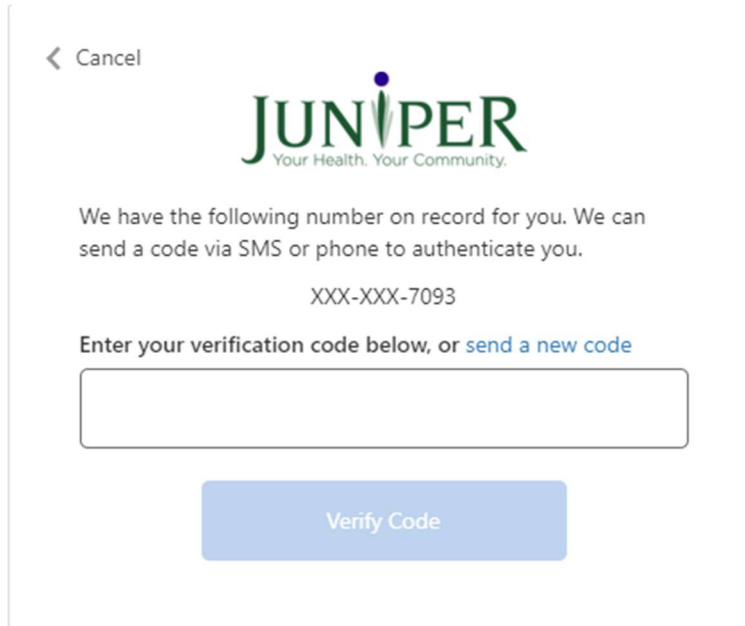 Cancel
JUNIPER
Your Health. Your Community.
We have the following number on record for you. We can
send a code via SMS or phone to authenticate you.
XXX-XXX-7093
Enter your verification code below, or send a new code
Verify Code